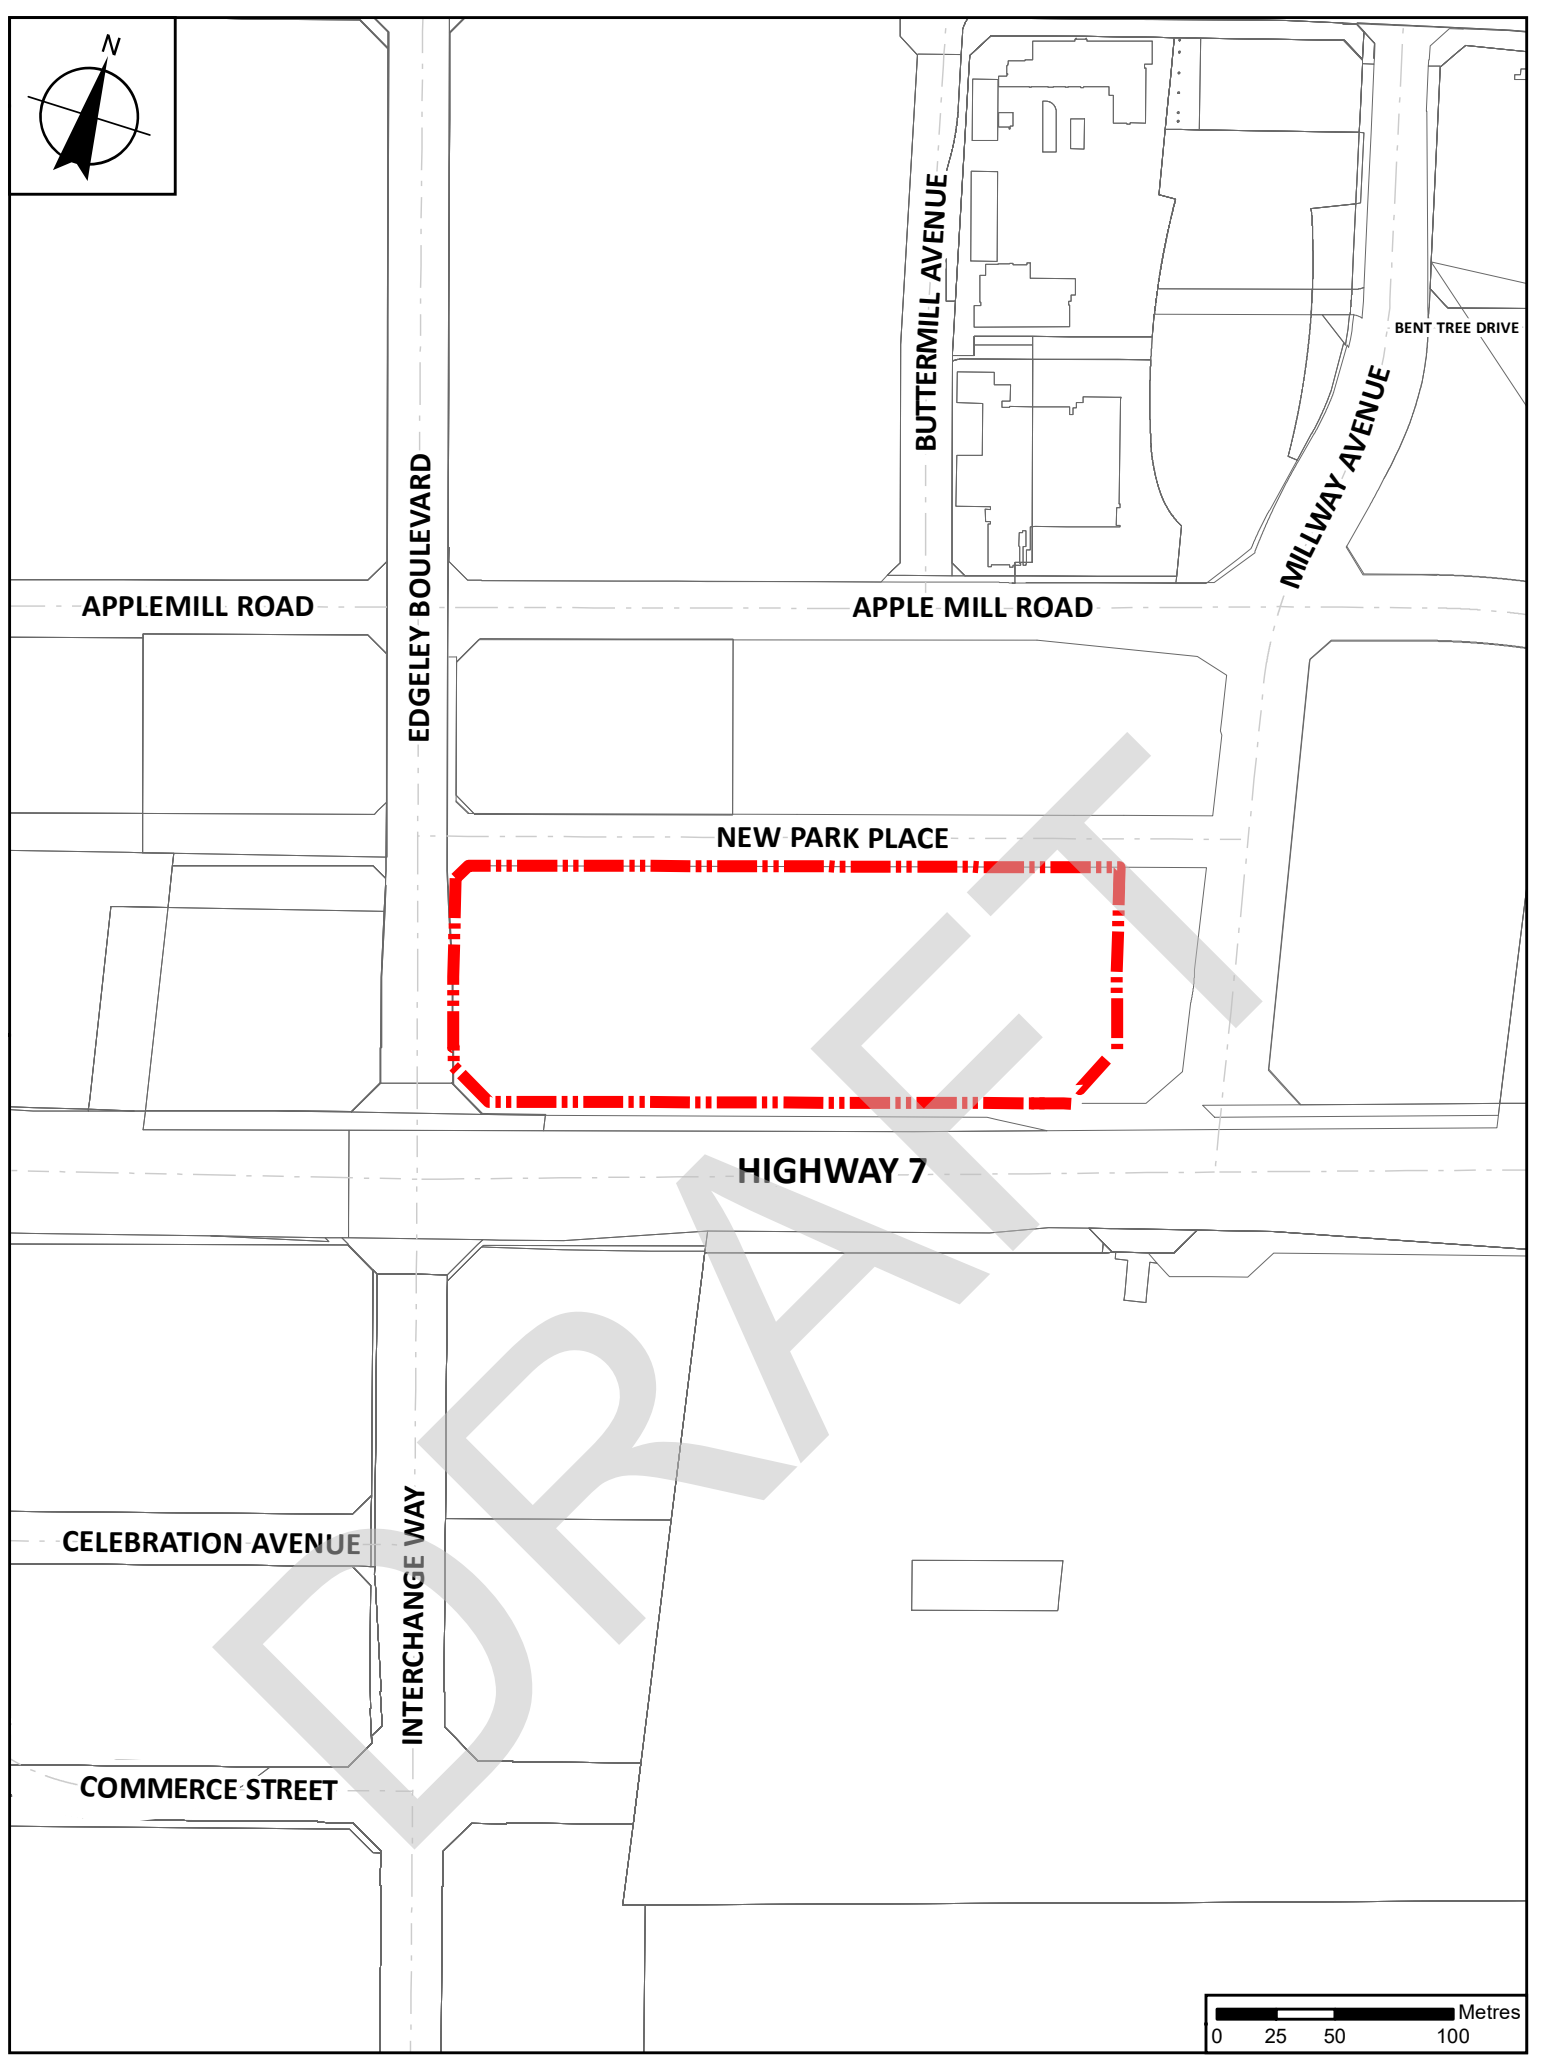 N
BUTTERMILL AVENUE
BENT TREE DRIVE
MILLWAY AVENUE
EDGELEY BOULEVARD
APPLEMILL ROAD
APPLE MILL ROAD
NEW PARK PLACE
HIGHWAY 7
DRAFT
CELEBRATION AVENUE
INTERCHANGE WAY
COMMERCE STREET
Metres
0 25 50 100